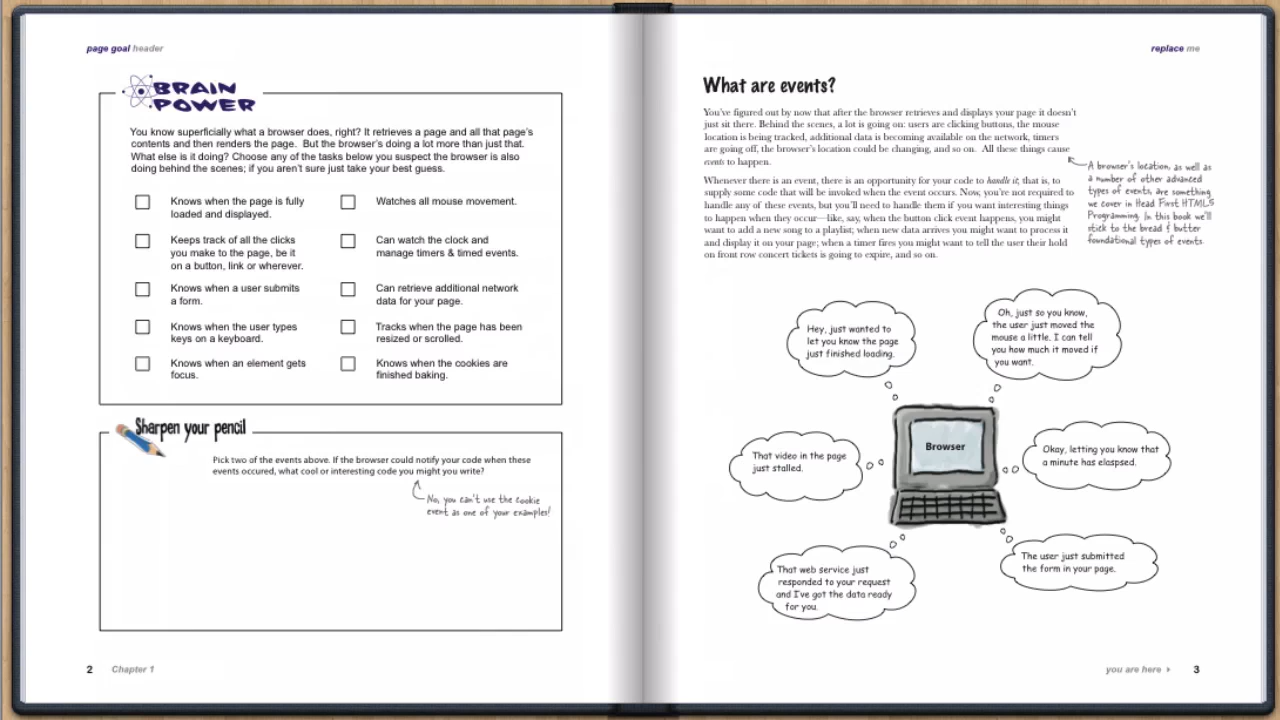 page goal header
BRAIN
POWER
You know superficially what a browser does, right? It retrieves a page and all that page's
contents and then renders the page. But the browser's doing a lot more than just that.
What else is it doing? Choose any of the tasks below you suspect the browser is also
doing behind the scenes; if you aren't sure just take your best guess.
Knows when the page is fully
loaded and displayed.
Keeps track of all the clicks
you make to the page, be it
on a button, link or wherever.
Knows when a user submits
a form.
Knows when the user types
keys on a keyboard.
Knows when an element gets
focus.
Watches all mouse movement.
Can watch the clock and
manage timers & timed events.
Can retrieve additional network
data for your page.
Tracks when the page has been
resized or scrolled.
Knows when the cookies are
finished baking.
Sharpen your pencil
Pick two of the events above. If the browser could notify your code when these
events occured, what cool or interesting code you might you write?
No, you can't use the cookie
event as one of your examples!
2 Chapter 1
replace me
What are events?
You've figured out by now that after the browser retrieves and displays your page it doesn't
just sit there. Behind the scenes, a lot is going on: users are clicking buttons, the mouse
location is being tracked, additional data is becoming available on the network, timers
are going off, the browser's location could be changing, and so on. All these things cause
events to happen.
Whenever there is an event, there is an opportunity for your code to handle it; that is, to
supply some code that will be invoked when the event occurs. Now, you're not required to
handle any of these events, but you'll need to handle them if you want interesting things
to happen when they occur—like, say, when the button click event happens, you might
want to add a new song to a playlist; when new data arrives you might want to process it
and display it on your page; when a timer fires you might want to tell the user their hold
on front row concert tickets is going to expire, and so on.
A browser's location, as well as
a number of other advanced
types of events, are something
we cover in Head First HTML5
Programming. In this book we'll
stick to the bread & butter
foundational types of events.
Hey, just wanted to
let you know the page
just finished loading.
Oh, just so you know,
the user just moved the
mouse a little. I can tell
you how much it moved if
you want.
That video in the page
just stalled.
Browser
Okay, letting you know that
a minute has elaspsed.
That web service just
responded to your request
and I've got the data ready
for you.
The user just submitted
the form in your page.
you are here ▸ 3